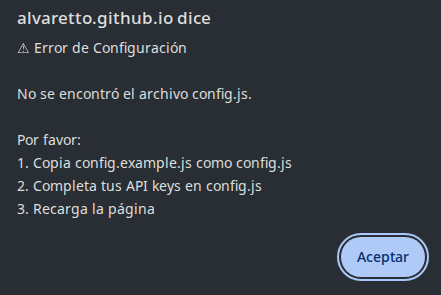 alvaretto.github.io dice
⚠ Error de Configuración
No se encontró el archivo config.js.
Por favor:
1. Copia config.example.js como config.js
2. Completa tus API keys en config.js
3. Recarga la página
Aceptar